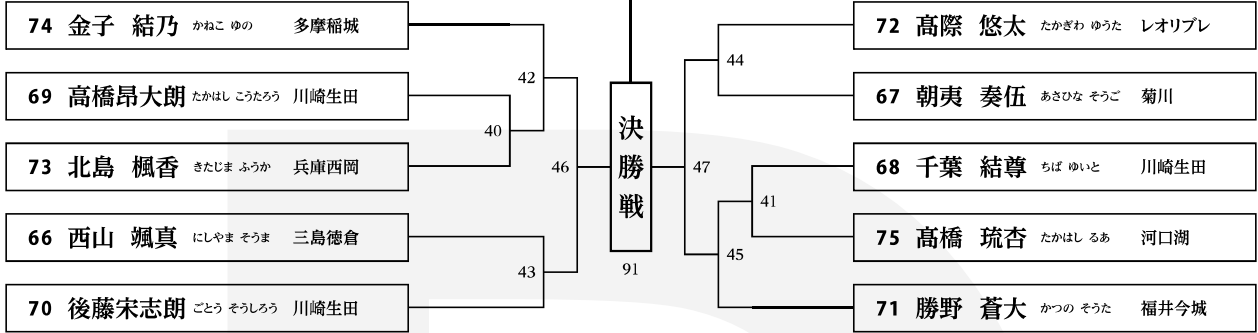 74 金子 結乃 かねこ ゆの 多摩稲城
69 高橋昂大朗 たかはし こうたろう 川崎生田
73 北島 楓香 きたじま ふうか 兵庫西岡
66 西山 颯真 にしやま そうま 三島徳倉
70 後藤宋志朗 ごとう そうしろう 川崎生田
42
40
46
43
決勝戦
91
44
47
41
45
72 髙際 悠太 たかぎわ ゆうた レオリブレ
67 朝夷 奏伍 あさひな そうご 菊川
68 千葉 結尊 ちば ゆいと 川崎生田
75 髙橋 琉杏 たかはし るあ 河口湖
71 勝野 蒼大 かつの そうた 福井今城